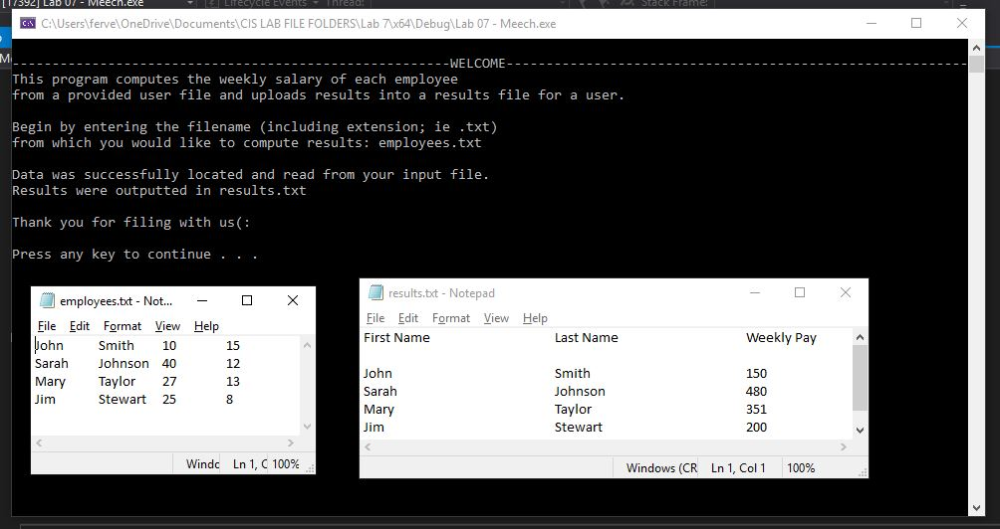 [17392] Lab 07 - Meech.exe Lifecycle Events Thread: Stack Frame:
C:\Users\ferve\OneDrive\Documents\CIS LAB FILE FOLDERS\Lab 7\x64\Debug\Lab 07 - Meech.exe
-------------------------------------------------------WELCOME----------------------------------------------------------
This program computes the weekly salary of each employee
from a provided user file and uploads results into a results file for a user.
Begin by entering the filename (including extension; ie .txt)
from which you would like to compute results: employees.txt
Data was successfully located and read from your input file.
Results were outputted in results.txt
Thank you for filing with us(:
Press any key to continue . . .
employees.txt - Not...
File Edit Format View Help
John Smith 10 15
Sarah Johnson 40 12
Mary Taylor 27 13
Jim Stewart 25 8
Windc Ln 1, C 100%
results.txt - Notepad
File Edit Format View Help
First Name Last Name Weekly Pay
John Smith 150
Sarah Johnson 480
Mary Taylor 351
Jim Stewart 200
Windows (CR Ln 1, Col 1 100%